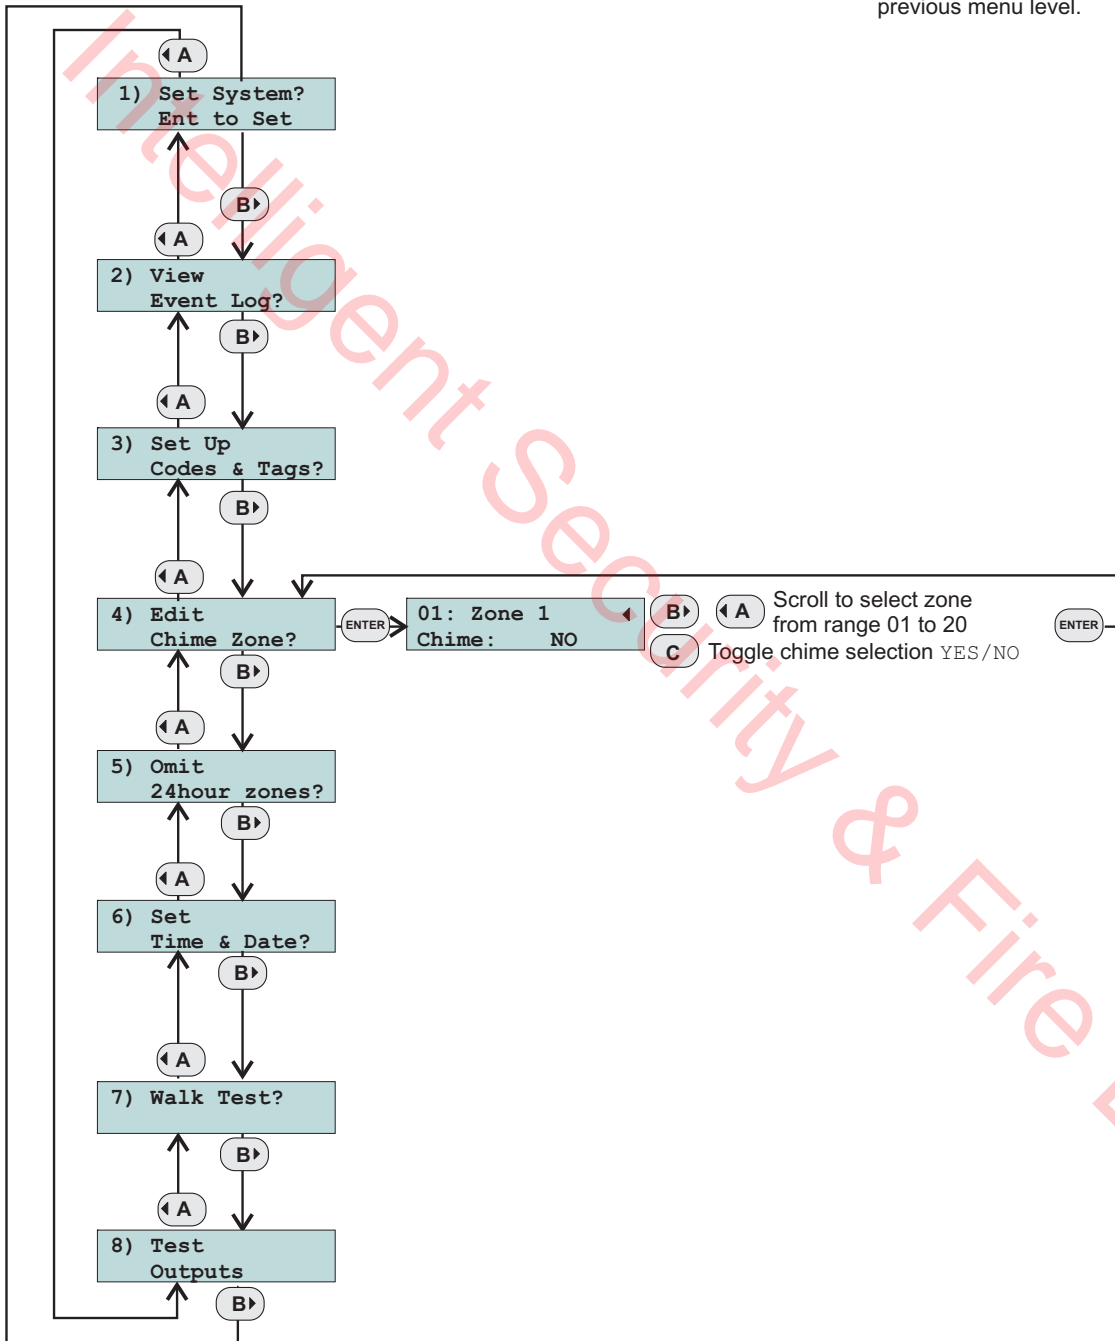 previous menu level.
A
1) Set System?
Ent to Set
B
A
2) View
Event Log?
B
A
3) Set Up
Codes & Tags?
B
A
4) Edit
Chime Zone?
ENTER
01: Zone 1
Chime: NO
B
A
Scroll to select zone
from range 01 to 20
C
Toggle chime selection YES/NO
ENTER
B
A
5) Omit
24hour zones?
B
A
6) Set
Time & Date?
B
A
7) Walk Test?
B
A
8) Test
Outputs
B
Intelligent Security & Fire